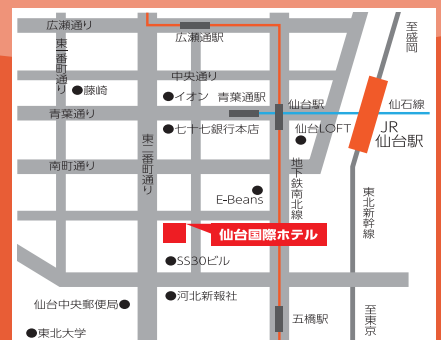 広瀬通り
広瀬通駅
至盛岡
東一番町通り
中央通り
藤崎
イオン
青葉通駅
仙台駅
仙石線
青葉通り
七十七銀行本店
仙台LOFT
JR
仙台駅
東二番町通り
南町通り
地下鉄南北線
E-Beans
東北新幹線
仙台国際ホテル
SS30ビル
河北新報社
仙台中央郵便局
五橋駅
至東京
東北大学